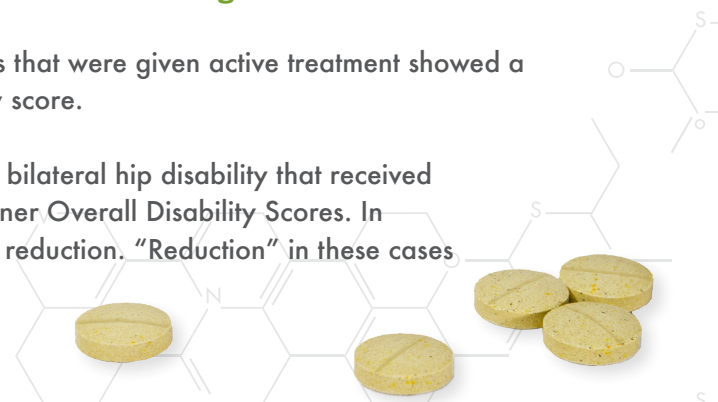 s that were given active treatment showed a
score.
bilateral hip disability that received
ner Overall Disability Scores. In
reduction. “Reduction” in these cases
S
O
O
S
O
N
S